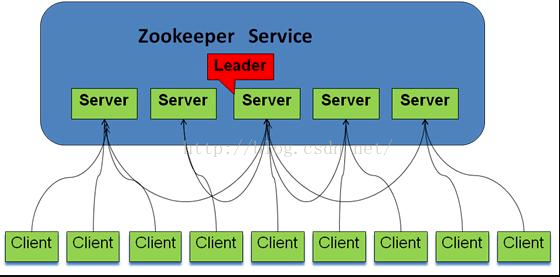 Zookeeper Service
Leader
Server Server Server Server Server
http://blog.csdn.net/
Client Client Client Client Client Client Client Client Client